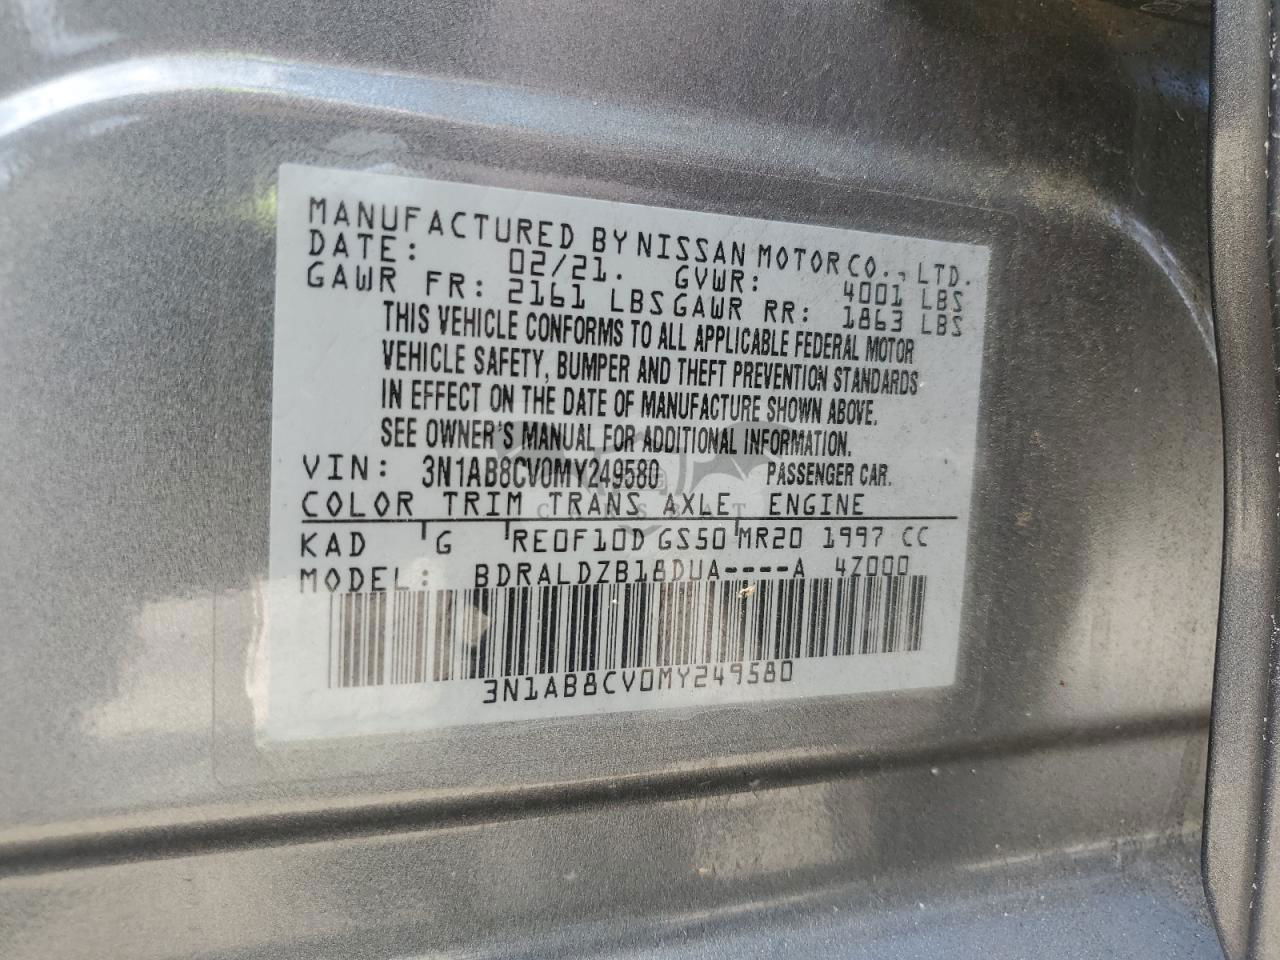 MANUFACTURED BY NISSAN MOTOR CO., LTD.
DATE: 02/21. GVWR: 4001 LBS
GAWR FR: 2161 LBS GAWR RR: 1863 LBS
THIS VEHICLE CONFORMS TO ALL APPLICABLE FEDERAL MOTOR
VEHICLE SAFETY, BUMPER AND THEFT PREVENTION STANDARDS
IN EFFECT ON THE DATE OF MANUFACTURE SHOWN ABOVE.
SEE OWNER'S MANUAL FOR ADDITIONAL INFORMATION.
VIN: 3N1AB8CV0MY249580 PASSENGER CAR.
COLOR TRIM TRANS AXLE ENGINE
KAD G RE0F10D GS50 MR20 1997 CC
MODEL: BDRALDZB18DUA----A 4Z000
3N1AB8CV0MY249580
CARSBAT